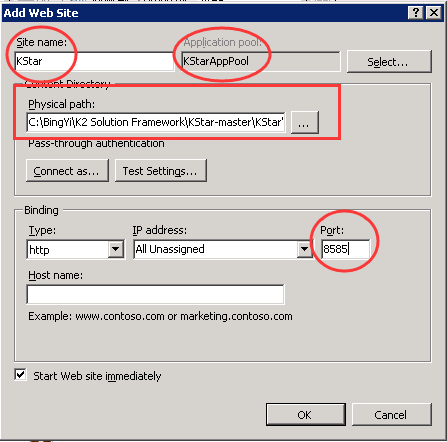 Add Web Site
Site name:
Application pool:
KStar
KStarAppPool
Select...
Content Directory
Physical path:
C:\BingYi\K2 Solution Framework\KStar-master\KStar'
...
Pass-through authentication
Connect as...
Test Settings...
Binding
Type:
IP address:
Port:
http
All Unassigned
8585
Host name:
Example: www.contoso.com or marketing.contoso.com
Start Web site immediately
OK
Cancel